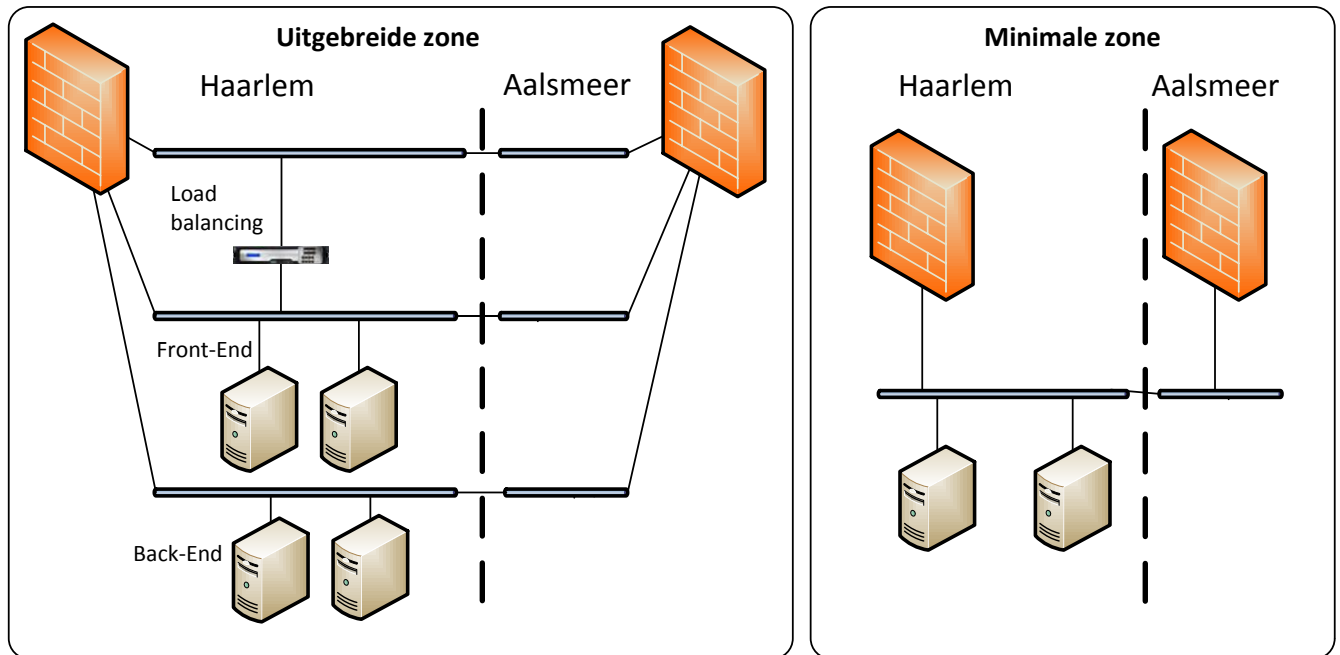 Uitgebreide zone
Haarlem
Aalsmeer
Load
balancing
Front-End
Back-End
Minimale zone
Haarlem
Aalsmeer